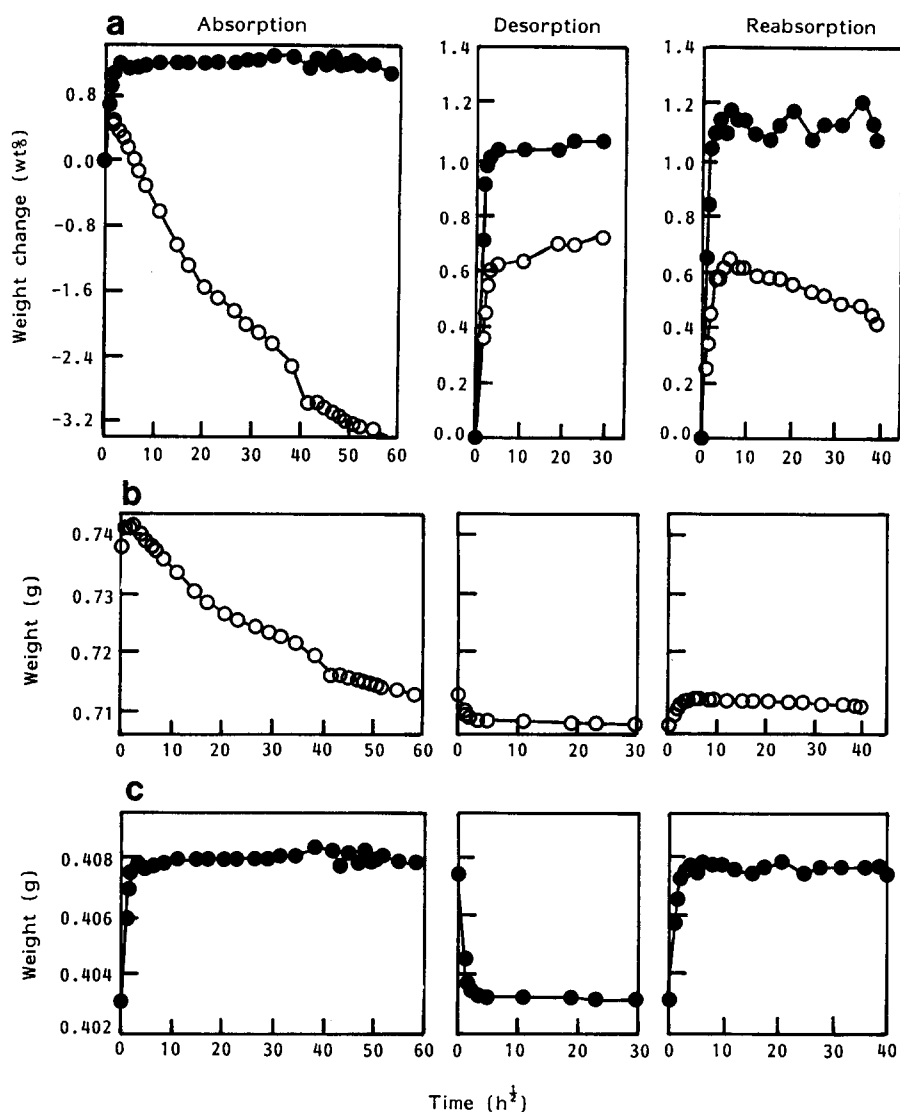 a
Absorption
Desorption
Reabsorption
Weight change (wt%)
0.8
0.0
-0.8
-1.6
-2.4
-3.2
0 10 20 30 40 50 60
1.4
1.2
1.0
0.8
0.6
0.4
0.2
0.0
0 10 20 30
1.4
1.2
1.0
0.8
0.6
0.4
0.2
0.0
0 10 20 30 40
b
Weight (g)
0.74
0.73
0.72
0.71
0 10 20 30 40 50 60
0 10 20 30
0 10 20 30 40
c
Weight (g)
0.408
0.406
0.404
0.402
0 10 20 30 40 50 60
0 10 20 30
0 10 20 30 40
Time (h½)